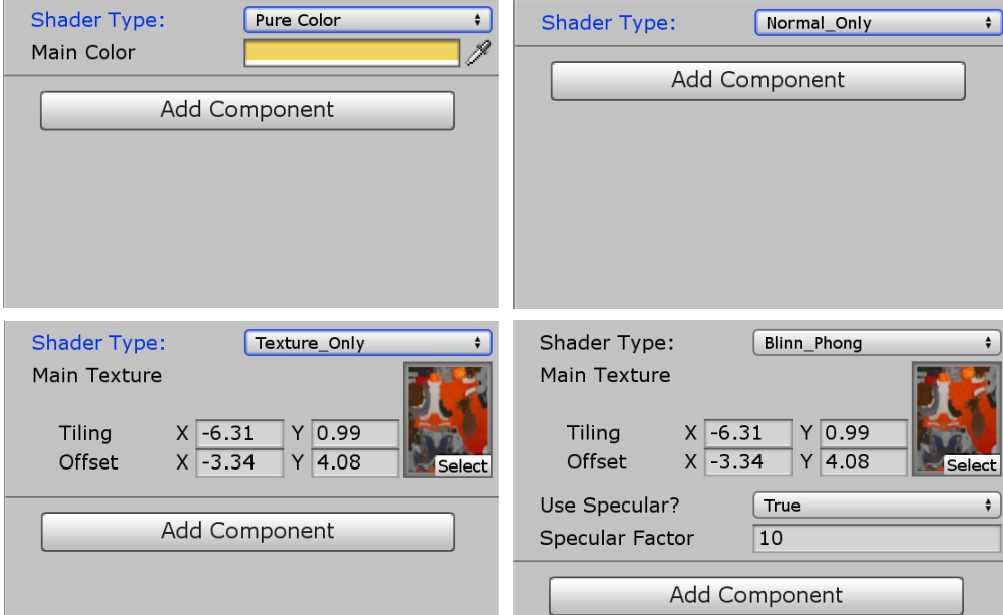 Shader Type: Pure Color
Main Color
Add Component
Shader Type: Normal_Only
Add Component
Shader Type: Texture_Only
Main Texture
Tiling X -6.31 Y 0.99
Offset X -3.34 Y 4.08
Select
Add Component
Shader Type: Blinn_Phong
Main Texture
Tiling X -6.31 Y 0.99
Offset X -3.34 Y 4.08
Select
Use Specular? True
Specular Factor 10
Add Component